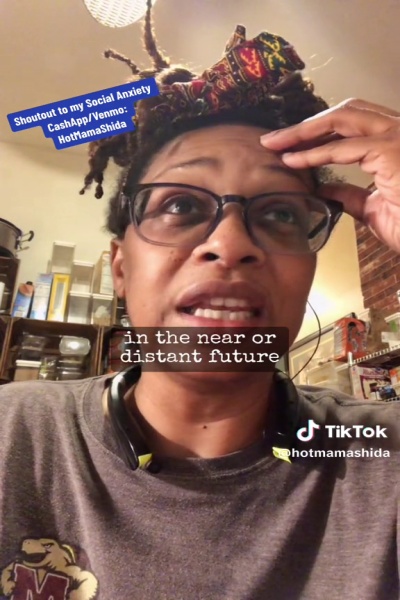 Shoutout to my Social Anxiety
CashApp/Venmo:
HotMamaShida
in the near or
distant future
TikTok
@hotmamashida
M